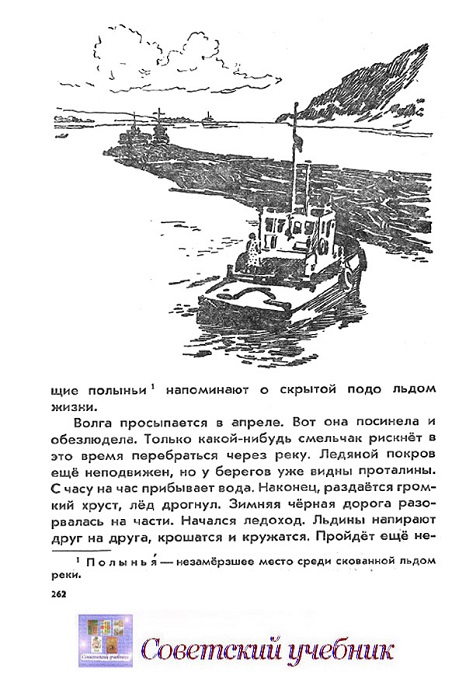 щие полыньи ¹ напоминают о скрытой подо льдом
жизни.
Волга просыпается в апреле. Вот она посинела и
обезлюдела. Только какой-нибудь смельчак рискнёт в
это время перебраться через реку. Ледяной покров
ещё неподвижен, но у берегов уже видны проталины.
С часу на час прибывает вода. Наконец, раздаётся гром-
кий хруст, лёд дрогнул. Зимняя чёрная дорога разо-
рвалась на части. Начался ледоход. Льдины напирают
друг на друга, крошатся и кружатся. Пройдёт ещё не-
¹ Полынья́ — незамёрзшее место среди скованной льдом
реки.
262
Советский учебник